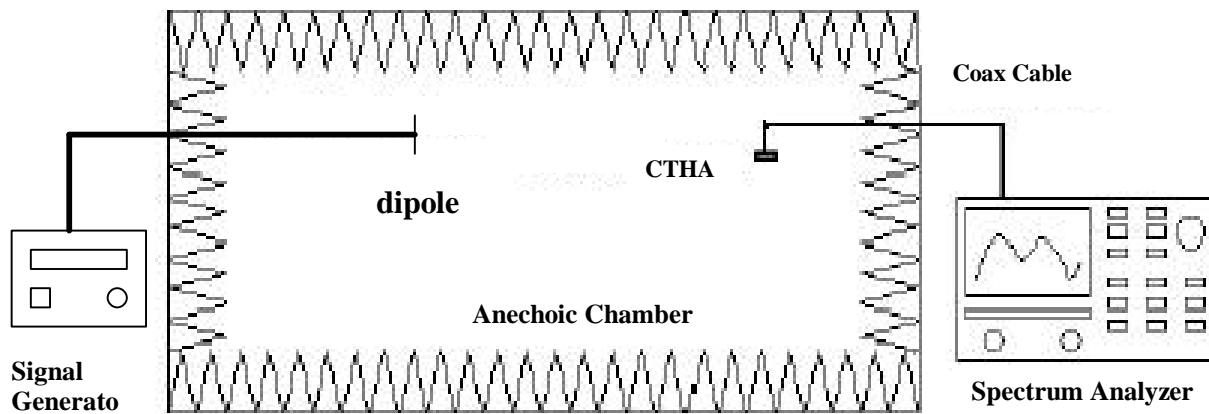 Coax Cable
CTHA
dipole
Anechoic Chamber
Signal
Generato
Spectrum Analyzer